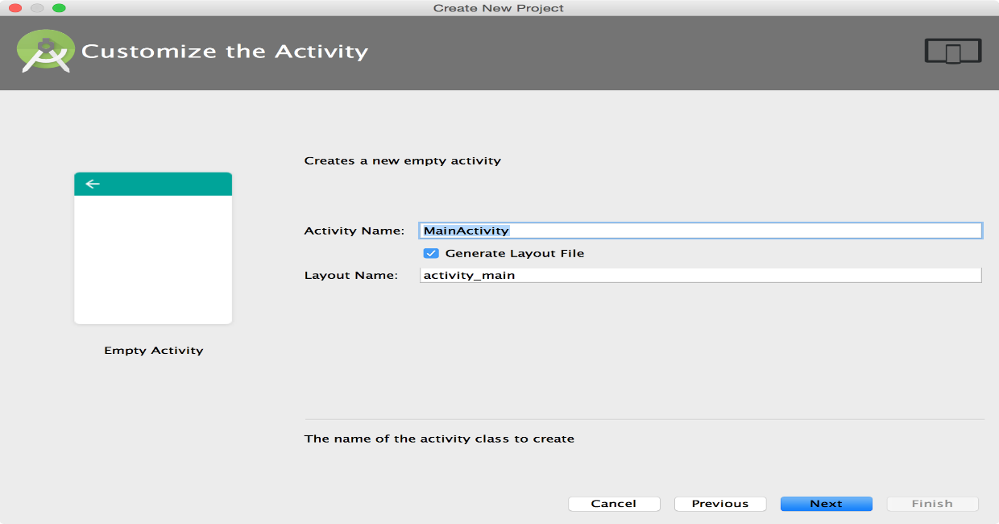 Create New Project
Customize the Activity
Creates a new empty activity
Activity Name: MainActivity
Generate Layout File
Layout Name: activity_main
Empty Activity
The name of the activity class to create
Cancel Previous Next Finish